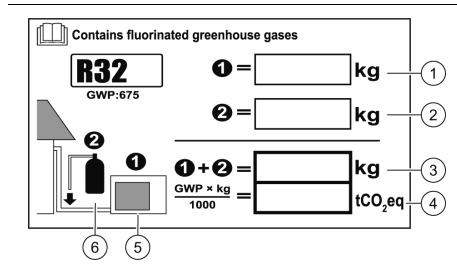 Contains fluorinated greenhouse gases
R32
GWP:675
❶ = kg 1
❷ = kg 2
❷
❶
❶ + ❷ = kg 3
GWP × kg
1000
= tCO₂eq 4
6 5